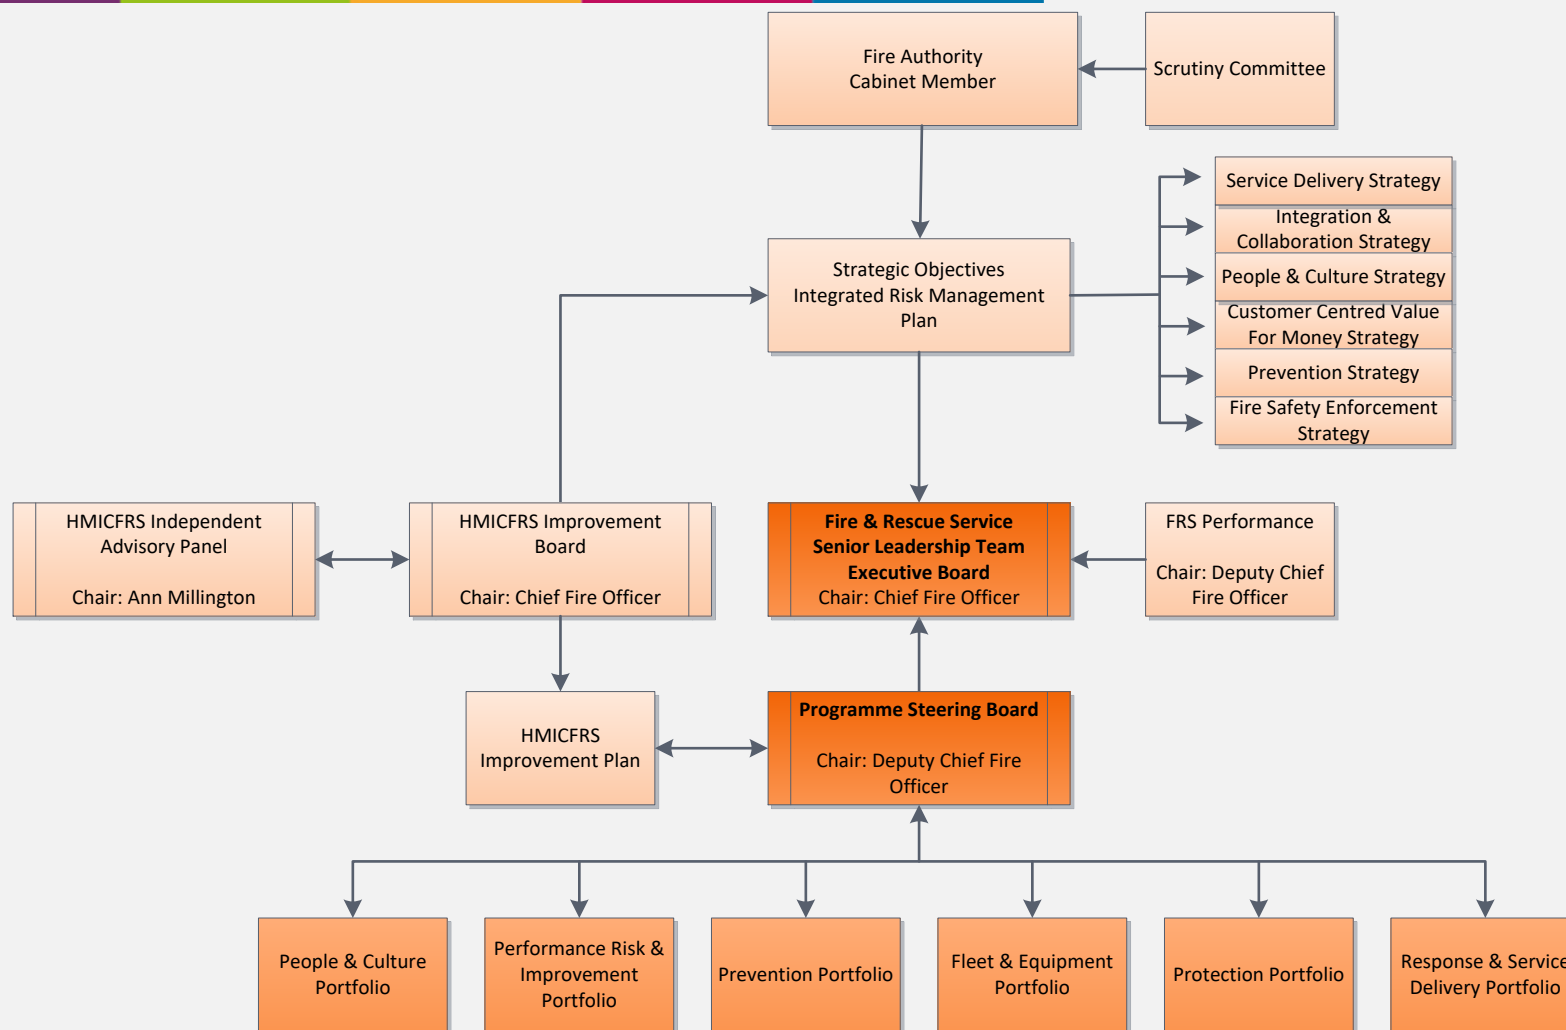 Fire Authority
Cabinet Member
Scrutiny Committee
Service Delivery Strategy
Integration &
Collaboration Strategy
People & Culture Strategy
Customer Centred Value
For Money Strategy
Prevention Strategy
Fire Safety Enforcement
Strategy
Strategic Objectives
Integrated Risk Management
Plan
HMICFRS Independent
Advisory Panel
Chair: Ann Millington
HMICFRS Improvement
Board
Chair: Chief Fire Officer
Fire & Rescue Service
Senior Leadership Team
Executive Board
Chair: Chief Fire Officer
FRS Performance
Chair: Deputy Chief
Fire Officer
HMICFRS
Improvement Plan
Programme Steering Board
Chair: Deputy Chief Fire
Officer
People & Culture
Portfolio
Performance Risk &
Improvement
Portfolio
Prevention Portfolio
Fleet & Equipment
Portfolio
Protection Portfolio
Response & Service
Delivery Portfolio